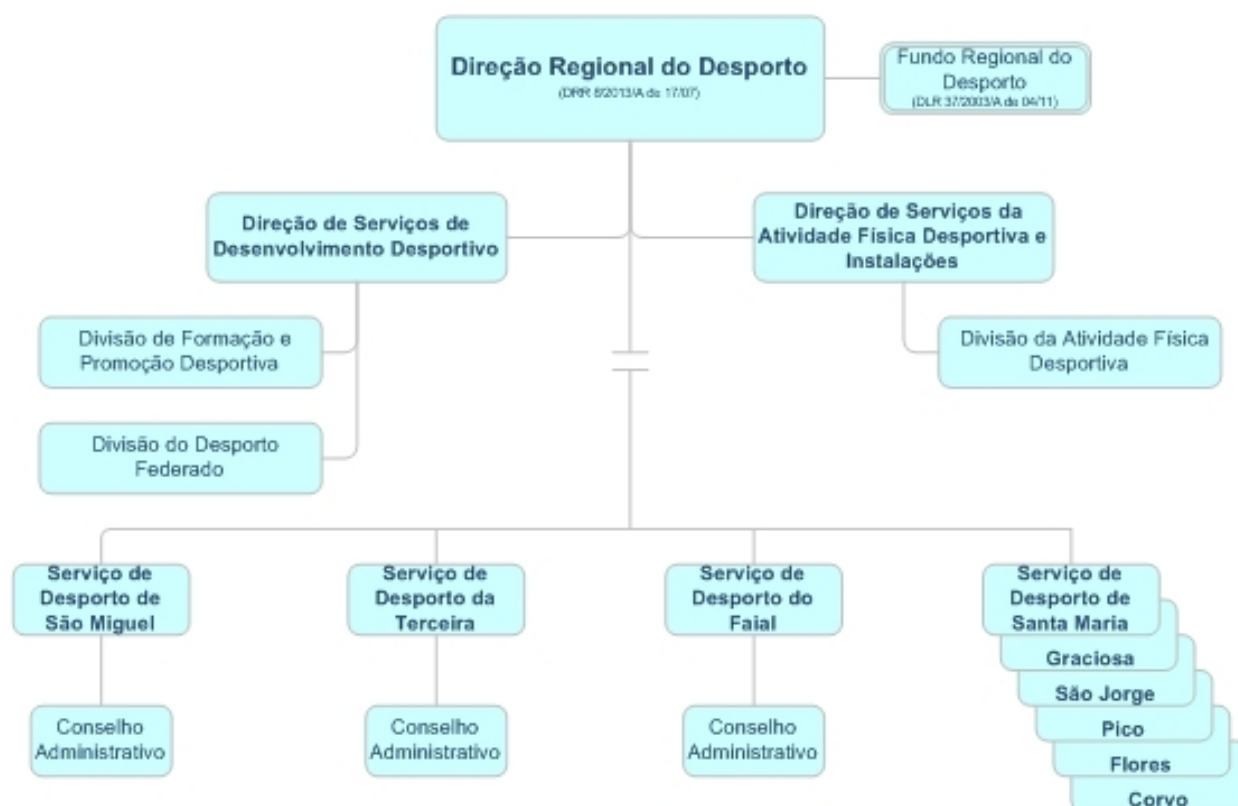 Direção Regional do Desporto
(DRR 8/2013/A de 17/07)
Fundo Regional do
Desporto
(DLR 37/2003/A de 04/11)
Direção de Serviços de
Desenvolvimento Desportivo
Direção de Serviços da
Atividade Física Desportiva e
Instalações
Divisão de Formação e
Promoção Desportiva
Divisão da Atividade Física
Desportiva
Divisão do Desporto
Federado
Serviço de
Desporto de
São Miguel
Serviço de
Desporto da
Terceira
Serviço de
Desporto do
Faial
Serviço de
Desporto de
Santa Maria
Graciosa
São Jorge
Pico
Flores
Corvo
Conselho
Administrativo
Conselho
Administrativo
Conselho
Administrativo